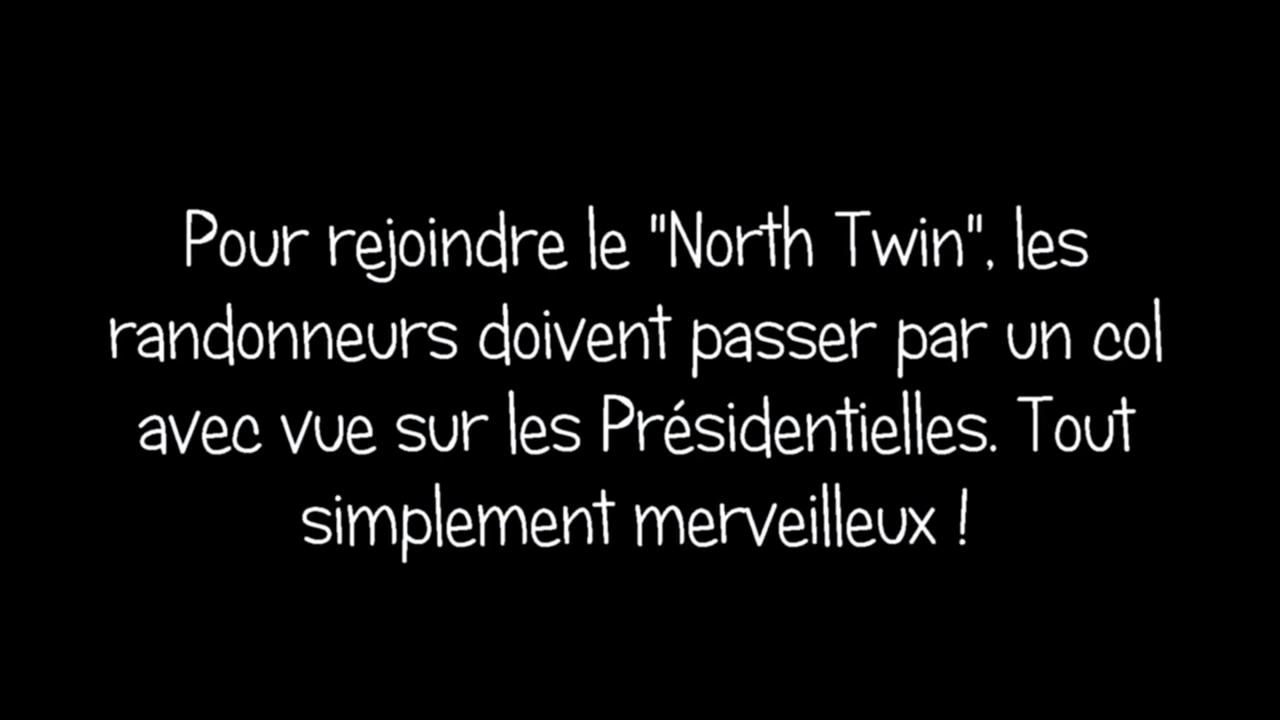 Pour rejoindre le "North Twin", les
randonneurs doivent passer par un col
avec vue sur les Présidentielles. Tout
simplement merveilleux !